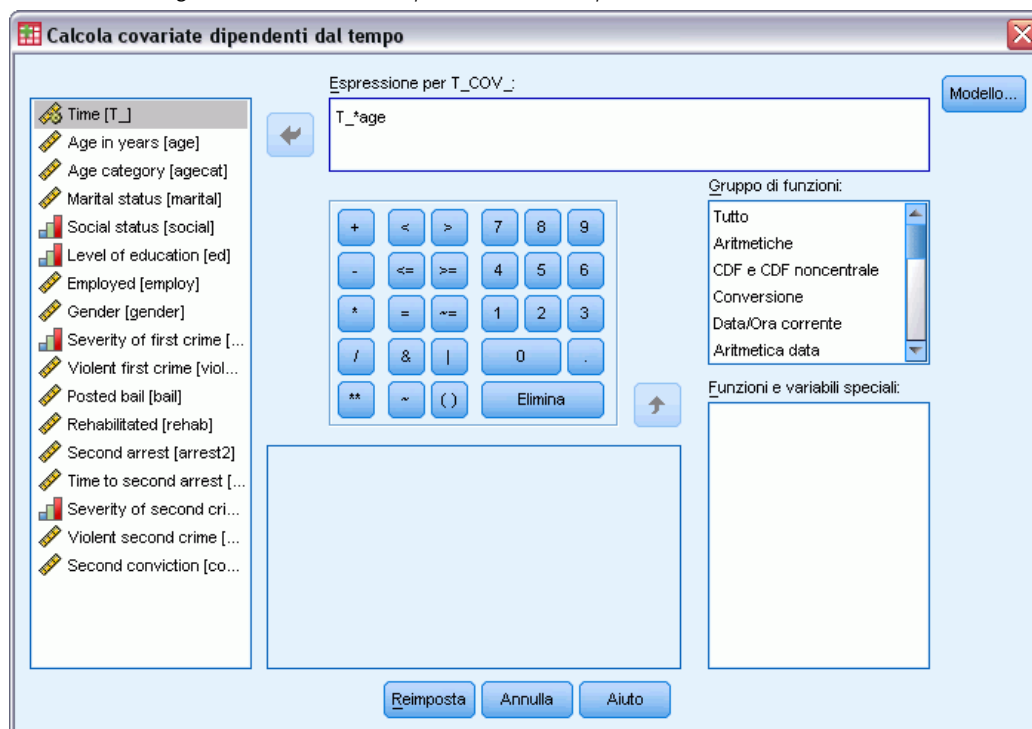 Calcola covariate dipendenti dal tempo
Espressione per T_COV_:
T_*age
Modello...
Time [T_]
Age in years [age]
Age category [agecat]
Marital status [marital]
Social status [social]
Level of education [ed]
Employed [employ]
Gender [gender]
Severity of first crime [...
Violent first crime [viol...
Posted bail [bail]
Rehabilitated [rehab]
Second arrest [arrest2]
Time to second arrest [...
Severity of second cri...
Violent second crime [...
Second conviction [co...
+ < > 7 8 9
- <= >= 4 5 6
* = ~= 1 2 3
/ & | 0 .
** ~ ( ) Elimina
Gruppo di funzioni:
Tutto
Aritmetiche
CDF e CDF noncentrale
Conversione
Data/Ora corrente
Aritmetica data
Funzioni e variabili speciali:
Reimposta Annulla Aiuto